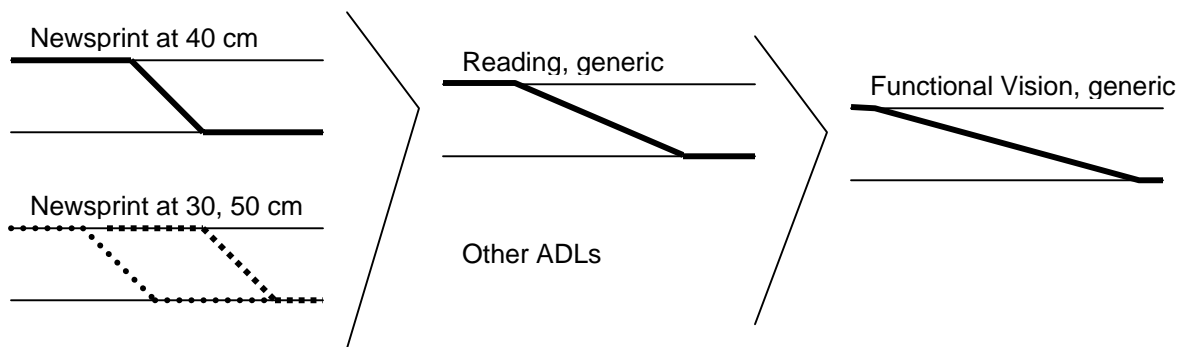 Newsprint at 40 cm
Newsprint at 30, 50 cm
Reading, generic
Other ADLs
Functional Vision, generic